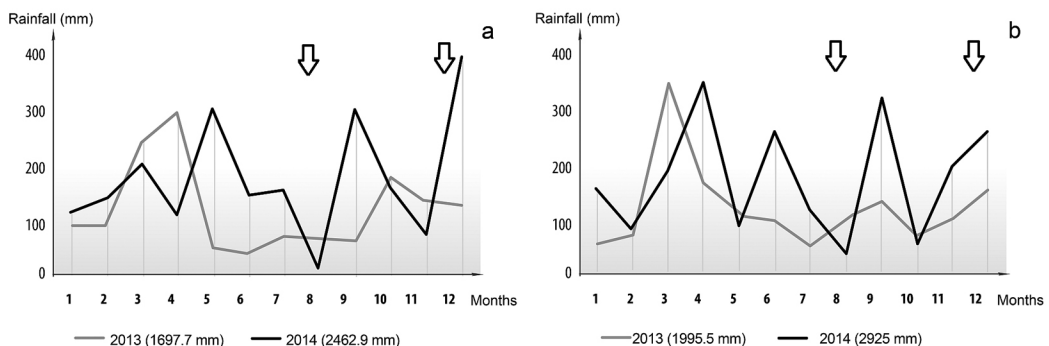 Rainfall (mm)
a
400
300
200
100
0
1 2 3 4 5 6 7 8 9 10 11 12 Months
2013 (1697.7 mm) 2014 (2462.9 mm)
Rainfall (mm)
b
400
300
200
100
0
1 2 3 4 5 6 7 8 9 10 11 12 Months
2013 (1995.5 mm) 2014 (2925 mm)